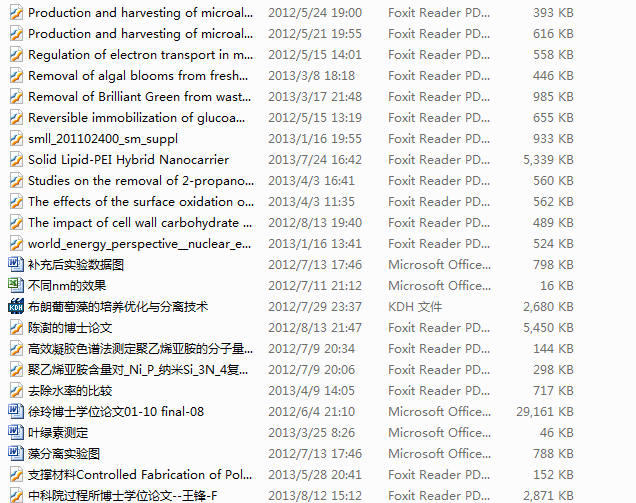 Production and harvesting of microal... 2012/5/24 19:00 Foxit Reader PD... 393 KB
Production and harvesting of microal... 2012/5/21 19:55 Foxit Reader PD... 616 KB
Regulation of electron transport in m... 2012/5/15 14:01 Foxit Reader PD... 558 KB
Removal of algal blooms from fresh... 2013/3/8 18:18 Foxit Reader PD... 446 KB
Removal of Brilliant Green from wast... 2013/3/17 21:48 Foxit Reader PD... 985 KB
Reversible immobilization of glucoa... 2012/5/15 13:19 Foxit Reader PD... 655 KB
smll_201102400_sm_suppl 2013/1/16 19:55 Foxit Reader PD... 933 KB
Solid Lipid-PEI Hybrid Nanocarrier 2013/7/24 16:42 Foxit Reader PD... 5,339 KB
Studies on the removal of 2-propano... 2013/4/3 16:41 Foxit Reader PD... 560 KB
The effects of the surface oxidation o... 2013/4/3 11:35 Foxit Reader PD... 562 KB
The impact of cell wall carbohydrate ... 2012/8/13 19:40 Foxit Reader PD... 489 KB
world_energy_perspective__nuclear_e... 2013/1/16 13:41 Foxit Reader PD... 524 KB
补充后实验数据图 2012/7/13 17:46 Microsoft Office... 798 KB
不同nm的效果 2012/7/11 21:12 Microsoft Office... 16 KB
布朗葡萄藻的培养优化与分离技术 2012/7/29 23:37 KDH 文件 2,680 KB
陈澍的博士论文 2012/8/13 21:47 Foxit Reader PD... 5,450 KB
高效凝胶色谱法测定聚乙烯亚胺的分子量... 2012/7/9 20:34 Foxit Reader PD... 144 KB
聚乙烯亚胺含量对_Ni_P_纳米Si_3N_4复... 2012/7/9 20:06 Foxit Reader PD... 298 KB
去除水率的比较 2013/4/9 14:05 Foxit Reader PD... 717 KB
徐玲博士学位论文01-10 final-08 2012/6/4 21:10 Microsoft Office... 29,161 KB
叶绿素测定 2013/3/25 8:26 Microsoft Office... 46 KB
藻分离实验图 2012/7/13 17:46 Microsoft Office... 788 KB
支撑材料Controlled Fabrication of Pol... 2013/5/28 20:41 Foxit Reader PD... 152 KB
中科院过程所博士学位论文--王锋-F 2013/8/12 15:12 Foxit Reader PD... 2,871 KB